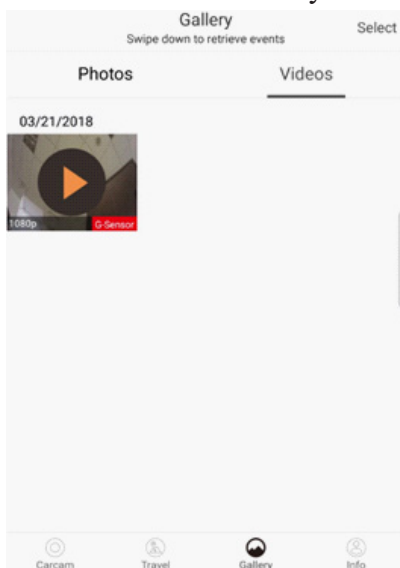 Gallery
Swipe down to retrieve events
Select
Photos
Videos
03/21/2018
1080p
G-Sensor
Carcam
Travel
Gallery
Info